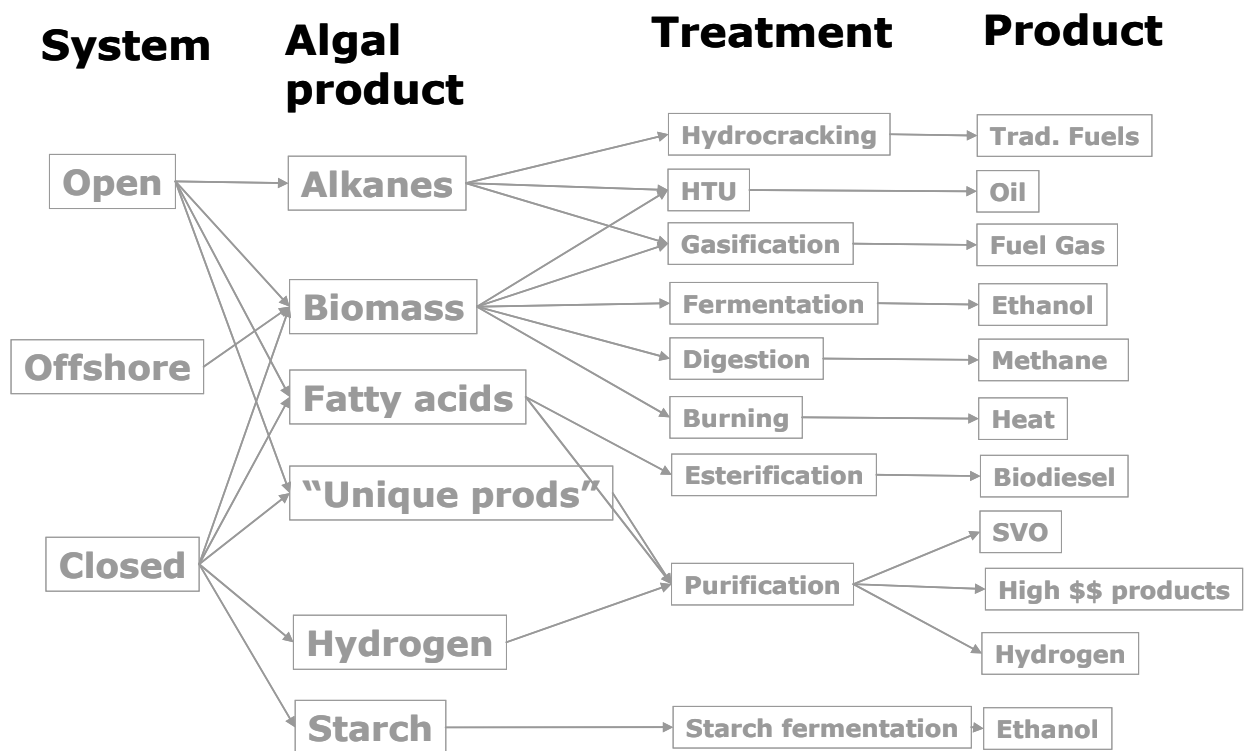 System
Algal
product
Treatment
Product
Open
Offshore
Closed
Alkanes
Biomass
Fatty acids
“Unique prods”
Hydrogen
Starch
Hydrocracking
HTU
Gasification
Fermentation
Digestion
Burning
Esterification
Purification
Starch fermentation
Trad. Fuels
Oil
Fuel Gas
Ethanol
Methane
Heat
Biodiesel
SVO
High $$ products
Hydrogen
Ethanol